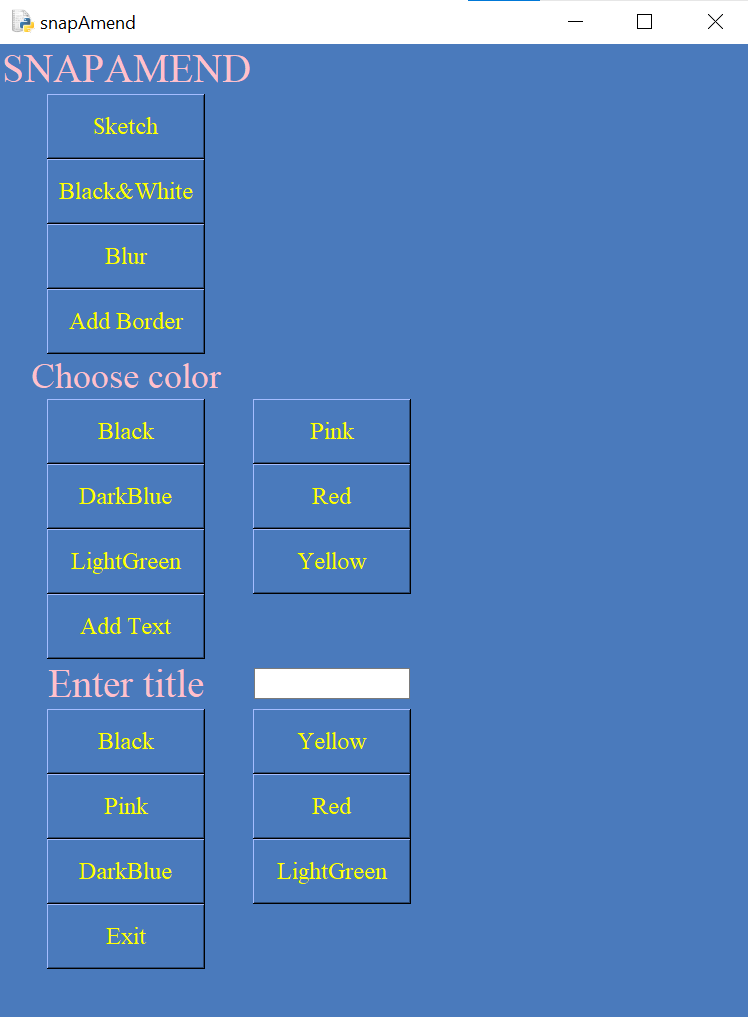 snapAmend
SNAPAMEND
Sketch
Black&White
Blur
Add Border
Choose color
Black Pink
DarkBlue Red
LightGreen Yellow
Add Text
Enter title
Black Yellow
Pink Red
DarkBlue LightGreen
Exit